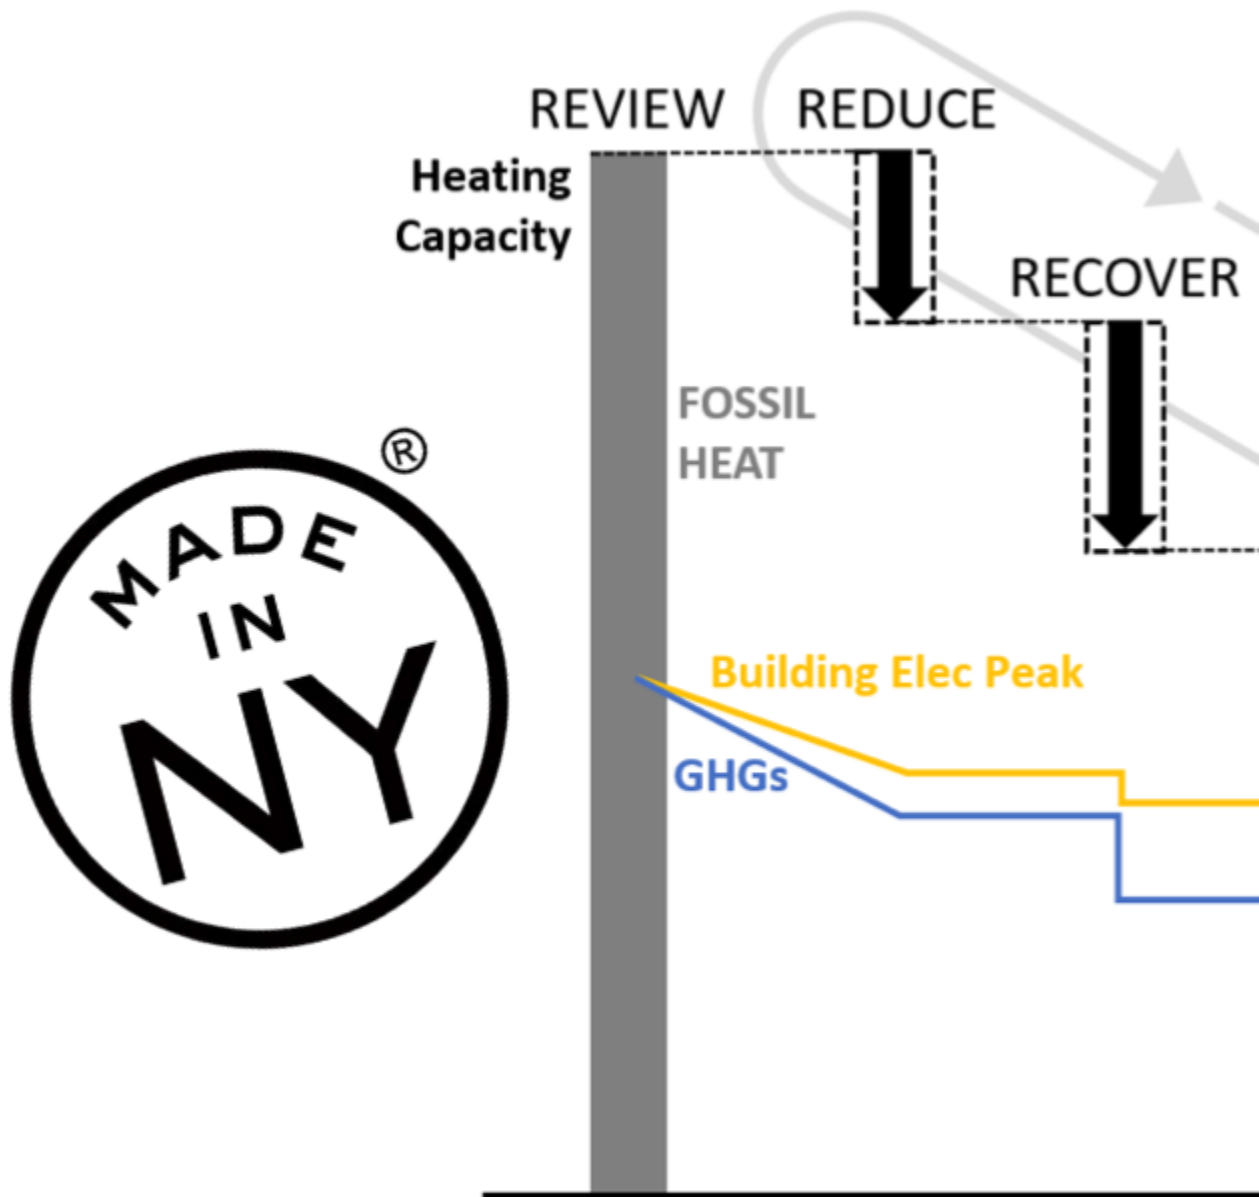 REVIEW
REDUCE
Heating
Capacity
RECOVER
FOSSIL
HEAT
®
MADE
IN
NY
Building Elec Peak
GHGs